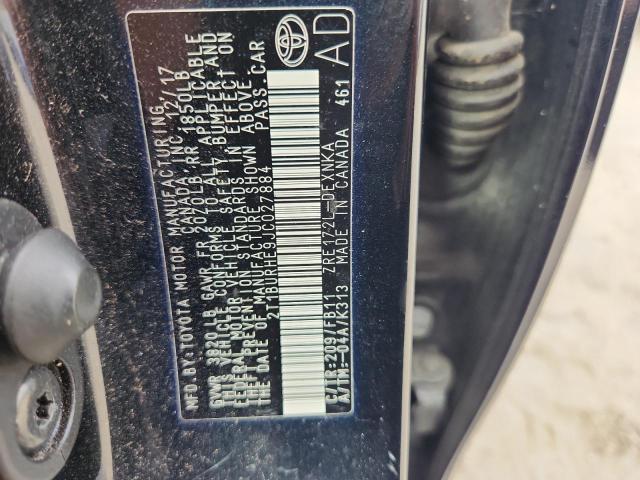 MFD. BY: TOYOTA MOTOR MANUFACTURING
CANADA, INC. 12/17
GVWR 3820LB GAWR FR 2020LB RR 1850LB
THIS VEHICLE CONFORMS TO ALL APPLICABLE
FEDERAL MOTOR VEHICLE SAFETY, BUMPER, AND
THEFT PREVENTION STANDARDS IN EFFECT ON
THE DATE OF MANUFACTURE SHOWN ABOVE.
2T1BURHE9JC027884 PASS. CAR
C/TR: 209/FB11 ZRE172L-DEXNKA
A/TM: -04A/K313 MADE IN CANADA 461
AD